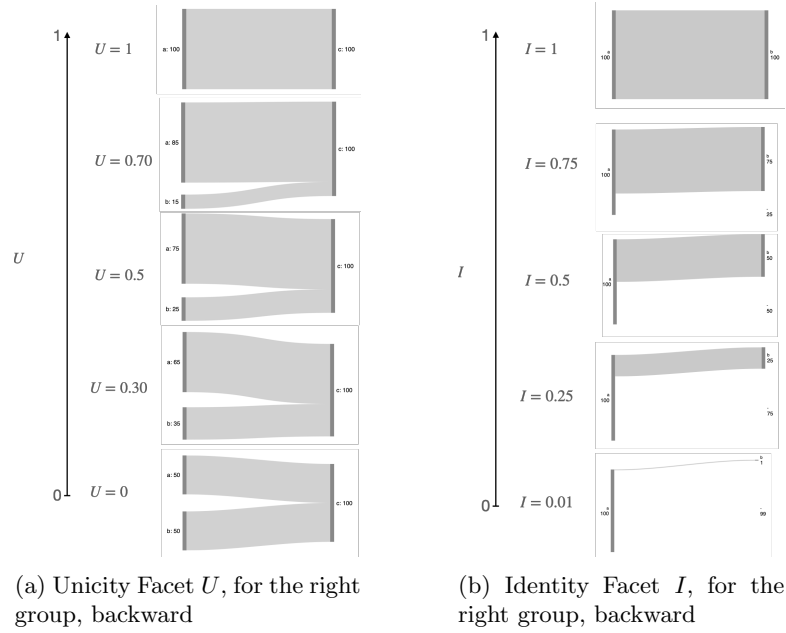 1
U = 1
a: 100
c: 100
U = 0.70
a: 85
b: 15
c: 100
U
U = 0.5
a: 75
b: 25
c: 100
U = 0.30
a: 65
b: 35
c: 100
0
U = 0
a: 50
b: 50
c: 100
(a) Unicity Facet U, for the right
group, backward
1
I = 1
a
100
b
100
I = 0.75
a
100
b
75
-
25
I
I = 0.5
a
100
b
50
-
50
I = 0.25
a
100
b
25
-
75
0
I = 0.01
a
100
b
1
-
99
(b) Identity Facet I, for the
right group, backward